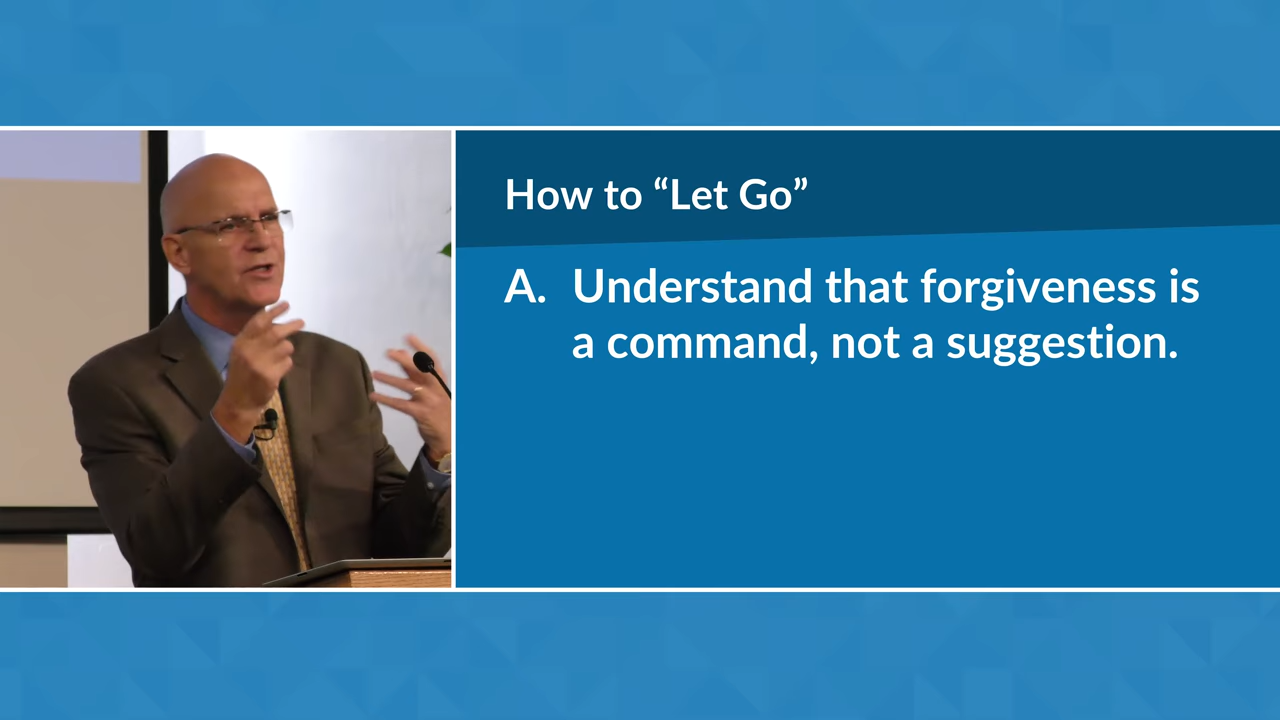 How to “Let Go”
A. Understand that forgiveness is
a command, not a suggestion.